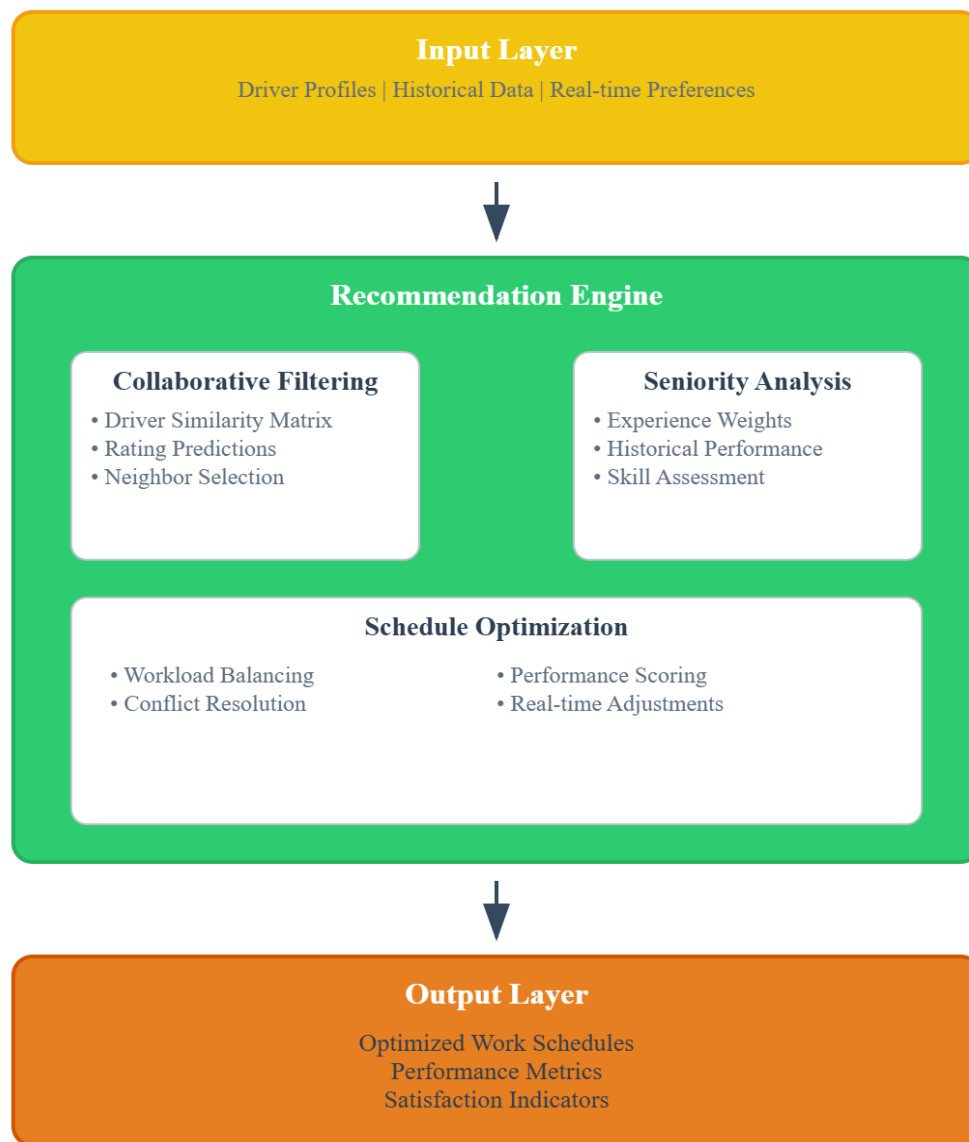 Input Layer
Driver Profiles | Historical Data | Real-time Preferences
Recommendation Engine
Collaborative Filtering
• Driver Similarity Matrix
• Rating Predictions
• Neighbor Selection
Seniority Analysis
• Experience Weights
• Historical Performance
• Skill Assessment
Schedule Optimization
• Workload Balancing
• Conflict Resolution
• Performance Scoring
• Real-time Adjustments
Output Layer
Optimized Work Schedules
Performance Metrics
Satisfaction Indicators